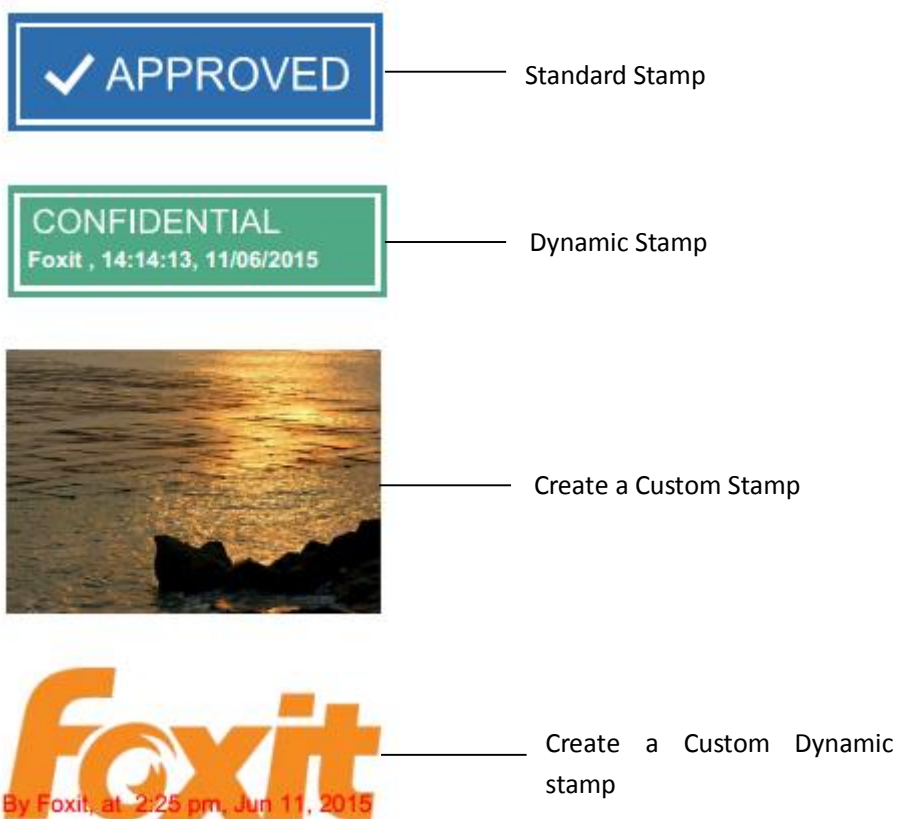 APPROVED
Standard Stamp
CONFIDENTIAL
Foxit , 14:14:13, 11/06/2015
Dynamic Stamp
Create a Custom Stamp
foxit
By Foxit, at 2:25 pm, Jun 11, 2015
Create a Custom Dynamic
stamp